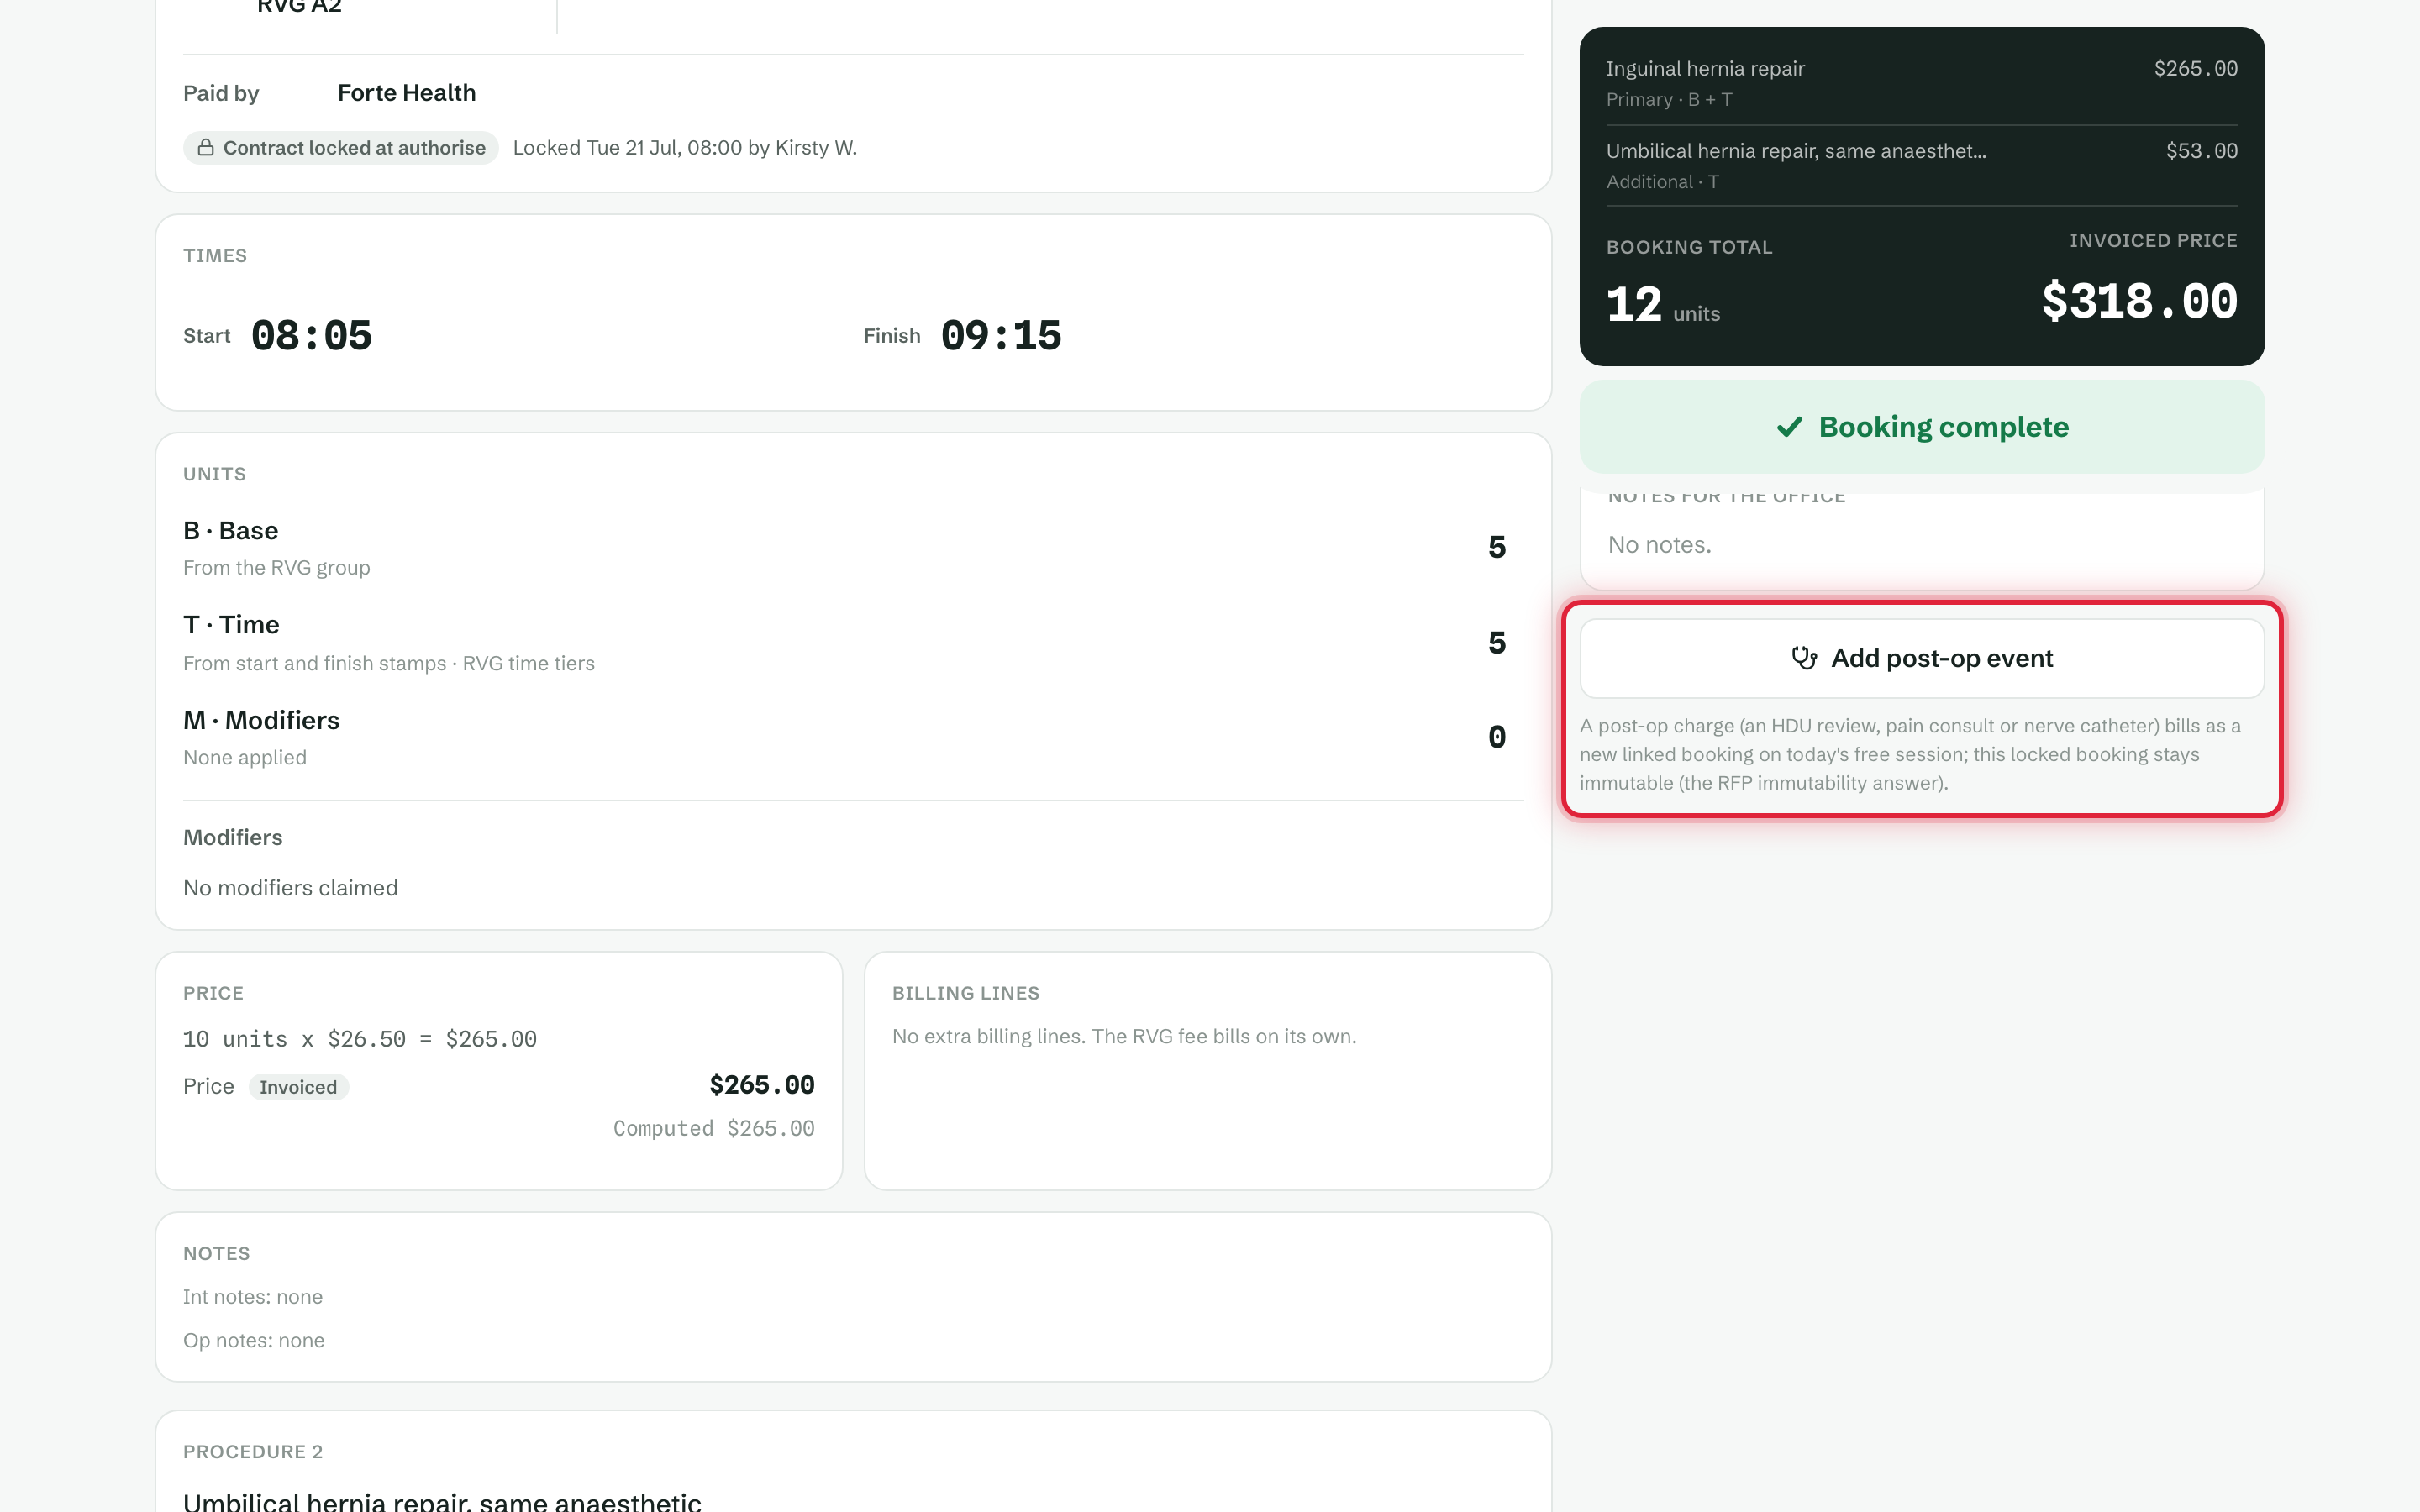 RVG A2
Paid by Forte Health
Contract locked at authorise Locked Tue 21 Jul, 08:00 by Kirsty W.
TIMES
Start 08:05 Finish 09:15
UNITS
B · Base 5
From the RVG group
T · Time 5
From start and finish stamps · RVG time tiers
M · Modifiers 0
None applied
Modifiers
No modifiers claimed
PRICE
10 units x $26.50 = $265.00
Price Invoiced $265.00
Computed $265.00
BILLING LINES
No extra billing lines. The RVG fee bills on its own.
NOTES
Int notes: none
Op notes: none
PROCEDURE 2
Umbilical hernia repair, same anaesthetic
Inguinal hernia repair $265.00
Primary · B + T
Umbilical hernia repair, same anaesthet... $53.00
Additional · T
BOOKING TOTAL INVOICED PRICE
12 units $318.00
Booking complete
NOTES FOR THE OFFICE
No notes.
Add post-op event
A post-op charge (an HDU review, pain consult or nerve catheter) bills as a
new linked booking on today's free session; this locked booking stays
immutable (the RFP immutability answer).